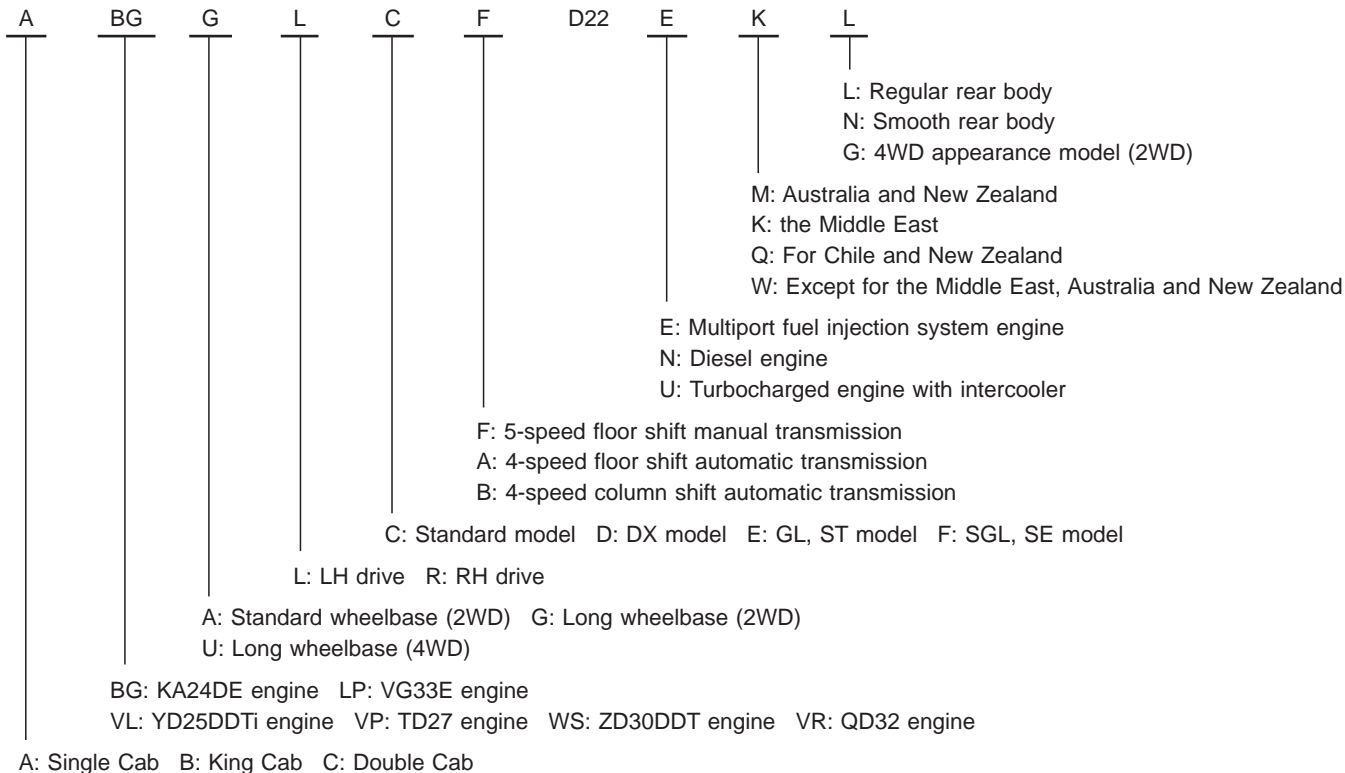 A BG G L C F D22 E K L
L: Regular rear body
N: Smooth rear body
G: 4WD appearance model (2WD)
M: Australia and New Zealand
K: the Middle East
Q: For Chile and New Zealand
W: Except for the Middle East, Australia and New Zealand
E: Multiport fuel injection system engine
N: Diesel engine
U: Turbocharged engine with intercooler
F: 5-speed floor shift manual transmission
A: 4-speed floor shift automatic transmission
B: 4-speed column shift automatic transmission
C: Standard model D: DX model E: GL, ST model F: SGL, SE model
L: LH drive R: RH drive
A: Standard wheelbase (2WD) G: Long wheelbase (2WD)
U: Long wheelbase (4WD)
BG: KA24DE engine LP: VG33E engine
VL: YD25DDTi engine VP: TD27 engine WS: ZD30DDT engine VR: QD32 engine
A: Single Cab B: King Cab C: Double Cab